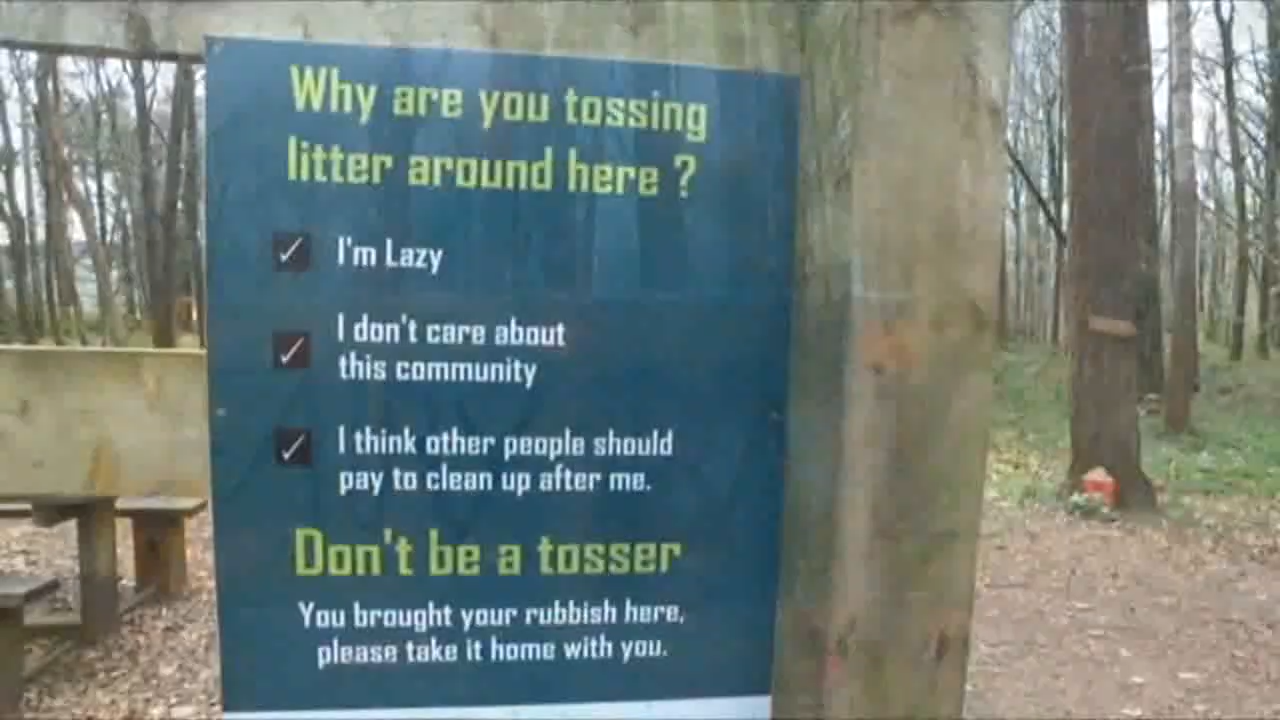 Why are you tossing
litter around here ?
I'm Lazy
I don't care about
this community
I think other people should
pay to clean up after me.
Don't be a tosser
You brought your rubbish here,
please take it home with you.